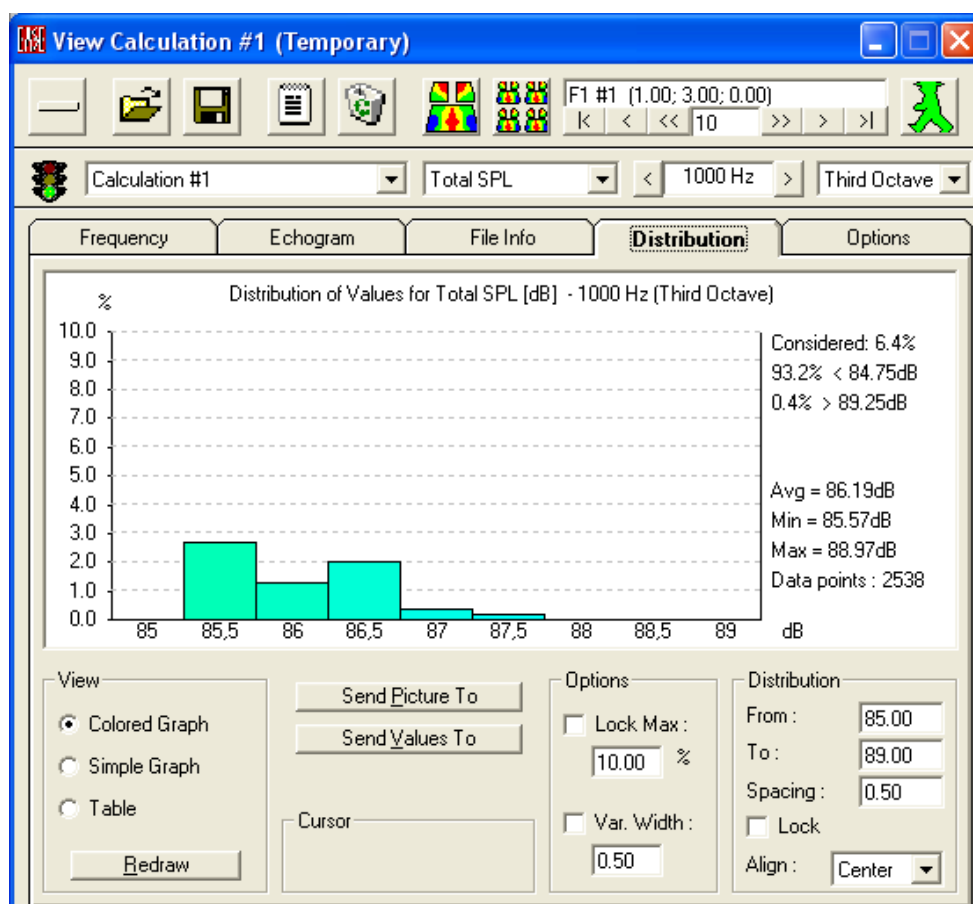 View Calculation #1 (Temporary)
F1 #1 (1.00; 3.00; 0.00)
|< < << 10 >> > >|
Calculation #1 Total SPL < 1000 Hz > Third Octave
Frequency Echogram File Info Distribution Options
% Distribution of Values for Total SPL [dB] - 1000 Hz (Third Octave)
10.0
9.0
8.0
7.0
6.0
5.0
4.0
3.0
2.0
1.0
0.0
85 85,5 86 86,5 87 87,5 88 88,5 89 dB
Considered: 6.4%
93.2% < 84.75dB
0.4% > 89.25dB
Avg = 86.19dB
Min = 85.57dB
Max = 88.97dB
Data points : 2538
View
Colored Graph
Simple Graph
Table
Redraw
Send Picture To
Send Values To
Cursor
Options
Lock Max :
10.00 %
Var. Width :
0.50
Distribution
From : 85.00
To : 89.00
Spacing : 0.50
Lock
Align : Center